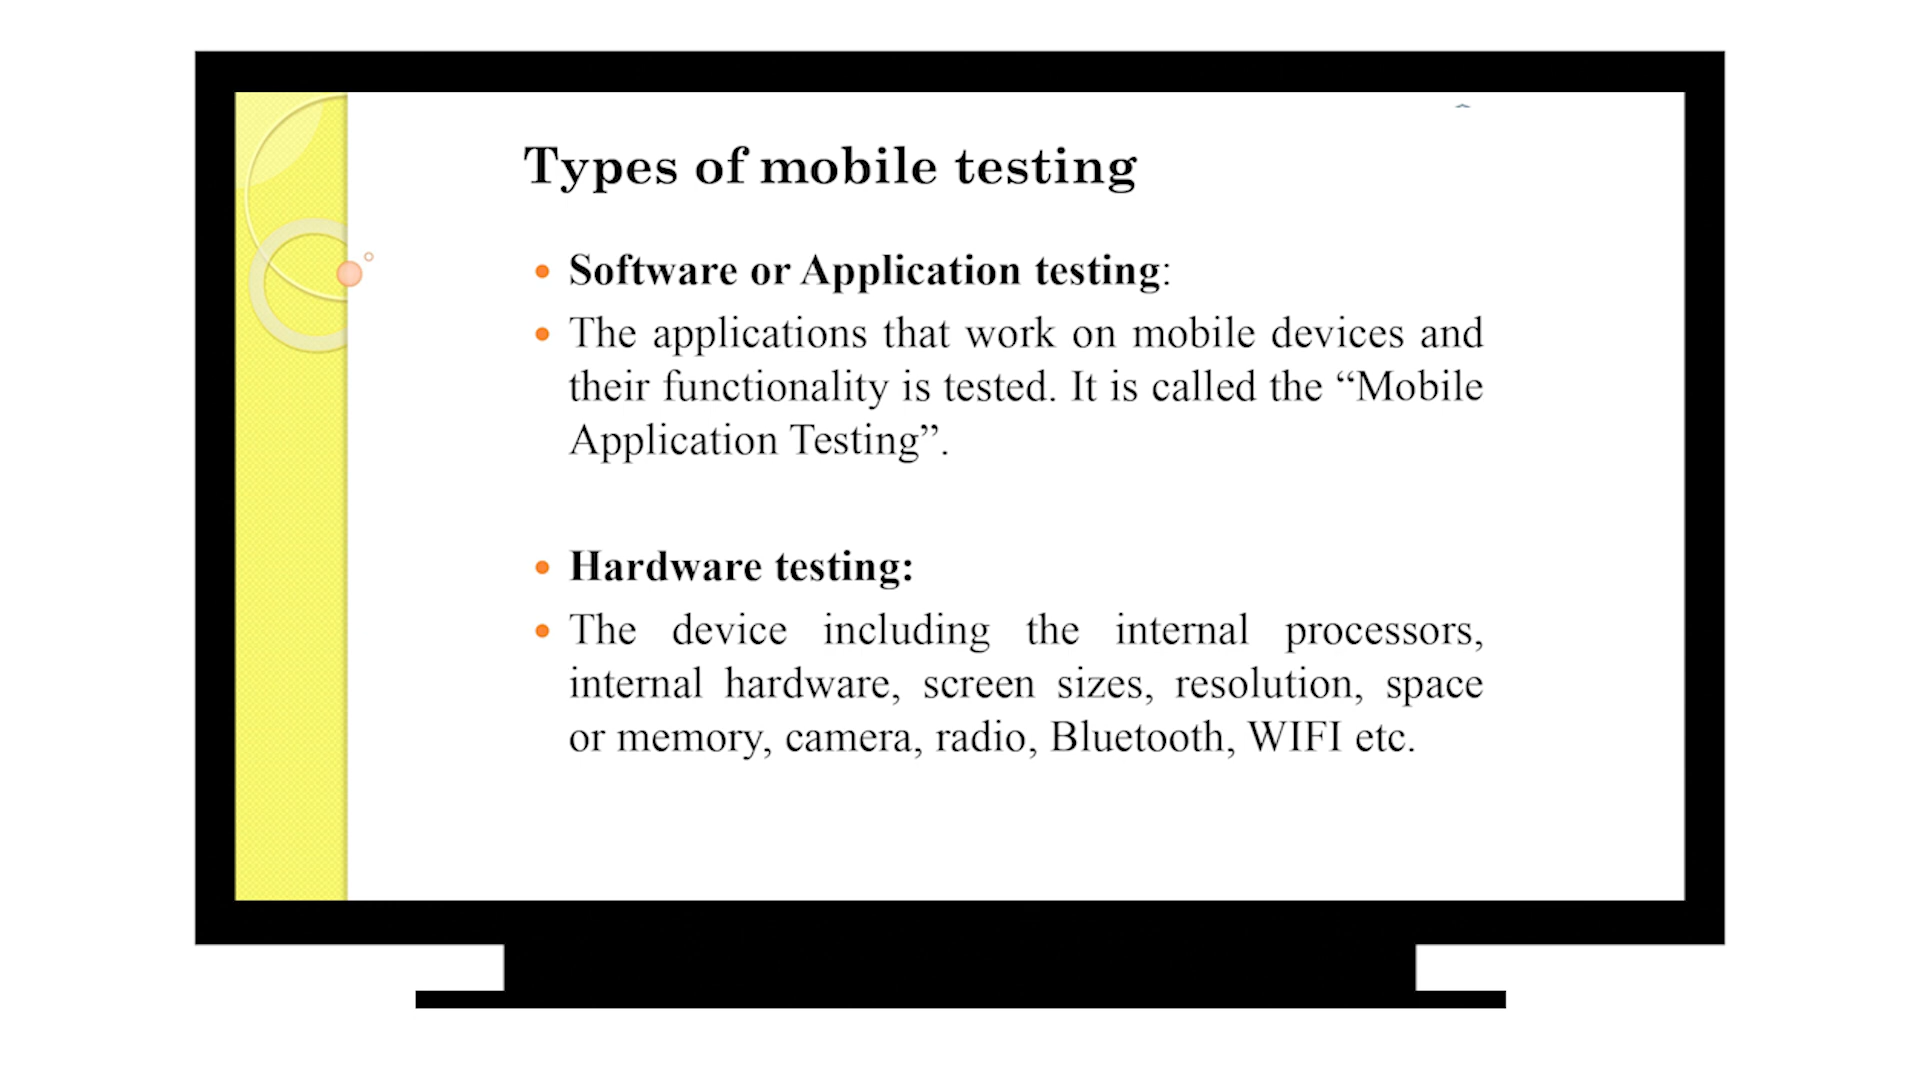 Types of mobile testing
Software or Application testing:
The applications that work on mobile devices and
their functionality is tested. It is called the “Mobile
Application Testing”.
Hardware testing:
The device including the internal processors,
internal hardware, screen sizes, resolution, space
or memory, camera, radio, Bluetooth, WIFI etc.